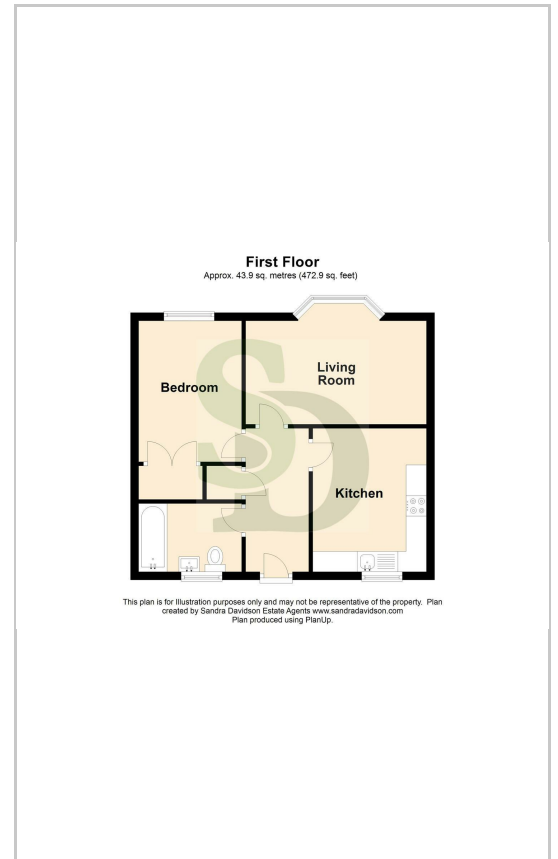 First Floor
Approx. 43.9 sq. metres (472.9 sq. feet)
Living
Room
Bedroom
Kitchen
SD
This plan is for Illustration purposes only and may not be representative of the property. Plan
created by Sandra Davidson Estate Agents www.sandradavidson.com
Plan produced using PlanUp.